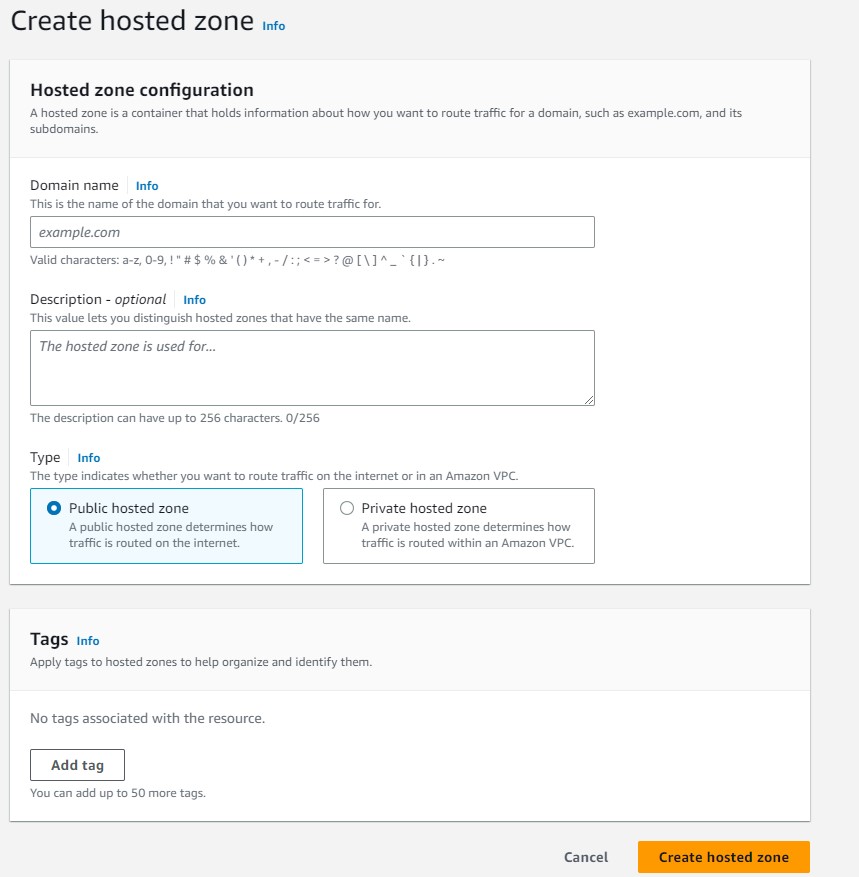 Create hosted zone Info
Hosted zone configuration
A hosted zone is a container that holds information about how you want to route traffic for a domain, such as example.com, and its
subdomains.
Domain name Info
This is the name of the domain that you want to route traffic for.
example.com
Valid characters: a-z, 0-9, ! " # $ % & ' ( ) * + , - / : ; < = > ? @ [ \ ] ^ _ ` { | } . ~
Description - optional Info
This value lets you distinguish hosted zones that have the same name.
The hosted zone is used for...
The description can have up to 256 characters. 0/256
Type Info
The type indicates whether you want to route traffic on the internet or in an Amazon VPC.
Public hosted zone
A public hosted zone determines how
traffic is routed on the internet.
Private hosted zone
A private hosted zone determines how
traffic is routed within an Amazon VPC.
Tags Info
Apply tags to hosted zones to help organize and identify them.
No tags associated with the resource.
Add tag
You can add up to 50 more tags.
Cancel
Create hosted zone